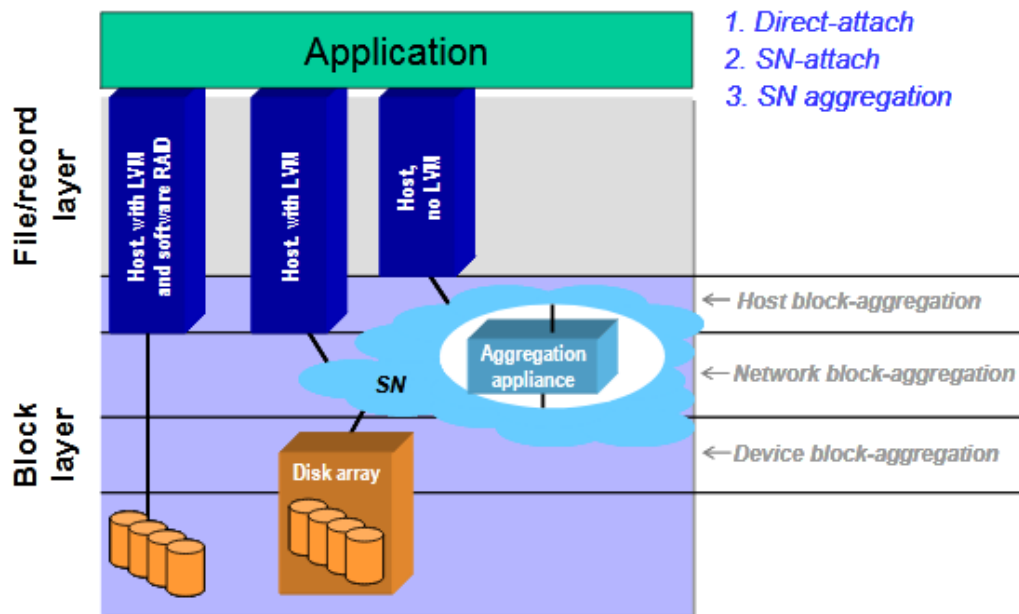 Application
1. Direct-attach
2. SN-attach
3. SN aggregation
File/record
layer
Host. with LVM
and software RAID
Host. with LVM
Host,
no LVM
Host block-aggregation
Aggregation
appliance
SN
Network block-aggregation
Block
layer
Disk array
Device block-aggregation